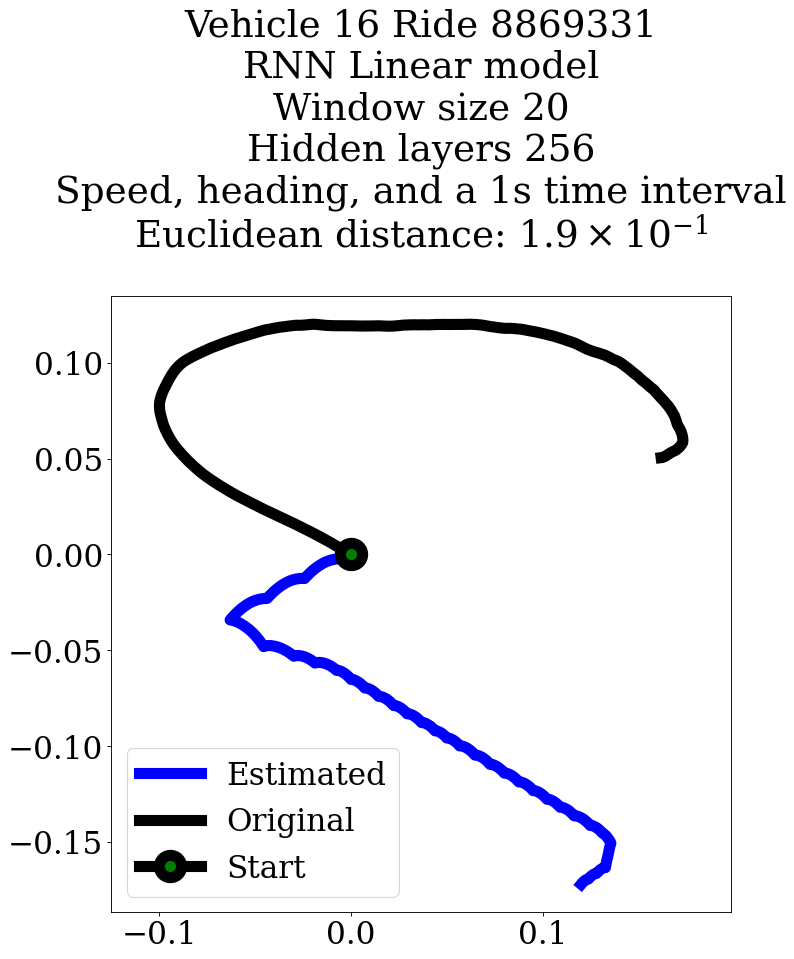 Vehicle 16 Ride 8869331
RNN Linear model
Window size 20
Hidden layers 256
Speed, heading, and a 1s time interval
Euclidean distance: 1.9 × 10⁻¹
0.10
0.05
0.00
−0.05
−0.10
−0.15
Estimated
Original
Start
−0.1
0.0
0.1